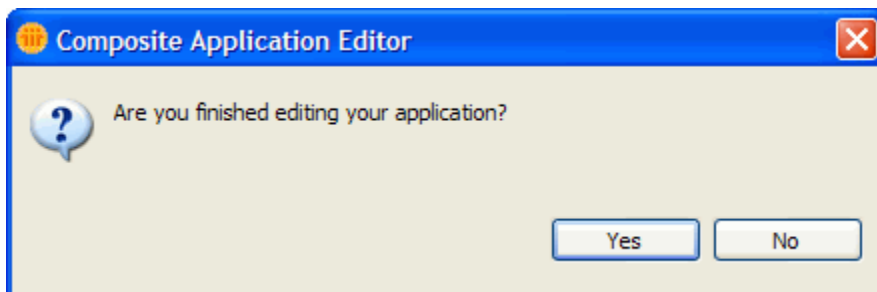 Composite Application Editor
Are you finished editing your application?
Yes No